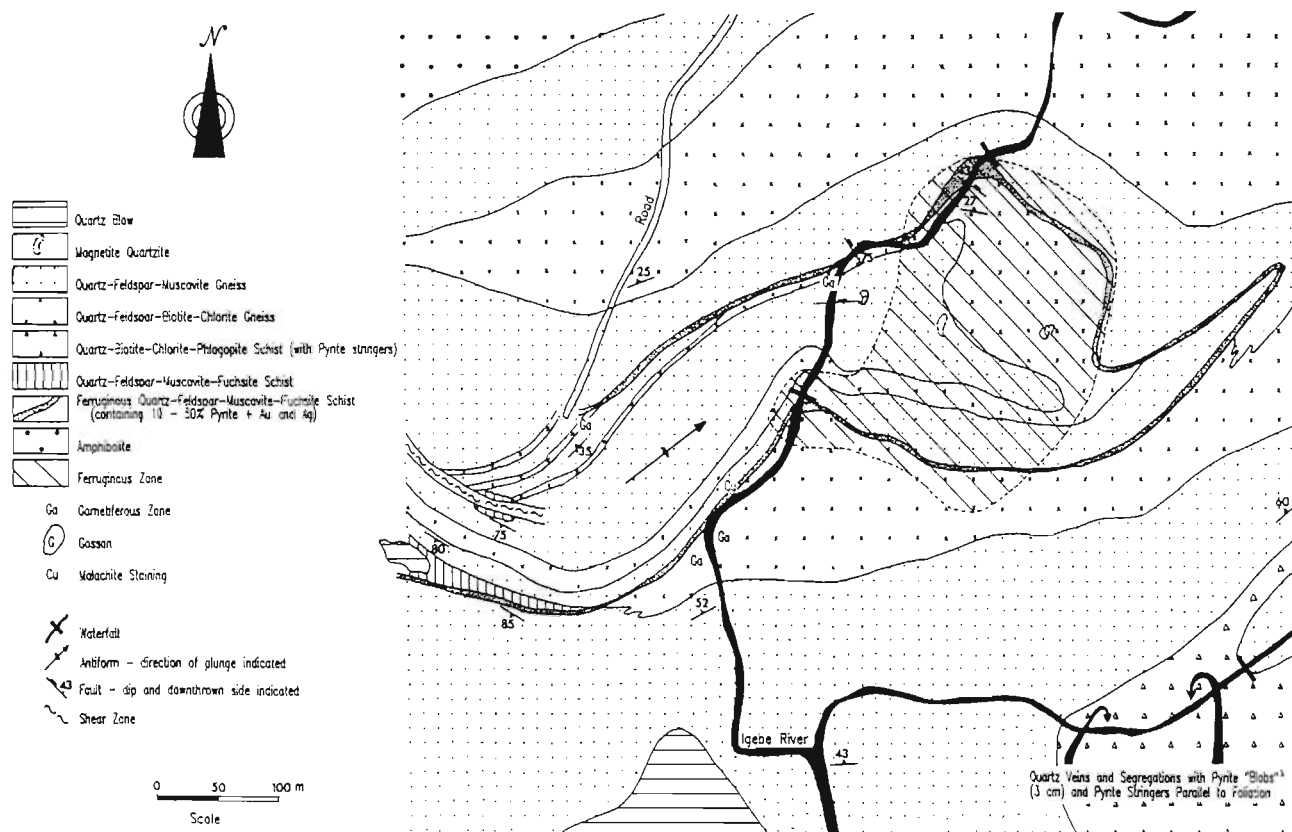 N
Quartz Blow
Magnetite Quartzite
Quartz-Feldspar-Muscovite Gneiss
Quartz-Feldspar-Biotite-Chlorite Gneiss
Quartz-Biotite-Chlorite-Phlogopite Schist (with Pyrite stringers)
Quartz-Feldspar-Muscovite-Fuchsite Schist
Ferruginous Quartz-Feldspar-Muscovite-Fuchsite Schist
(containing 10 - 50% Pyrite + Au and Ag)
Amphibolite
Ferruginous Zone
Ga Garnetiferous Zone
G Gossan
Cu Malachite Staining
Waterfall
Antiform - direction of plunge indicated
43 Fault - dip and downthrown side indicated
Shear Zone
0 50 100 m
Scale
Road
25
27
Ga
Ga
35
75
80
85
Cu
Ga
Ga
52
60
Igebe River
43
Quartz Veins and Segregations with Pyrite "Blobs"
(3 cm) and Pyrite Stringers Parallel to Foliation